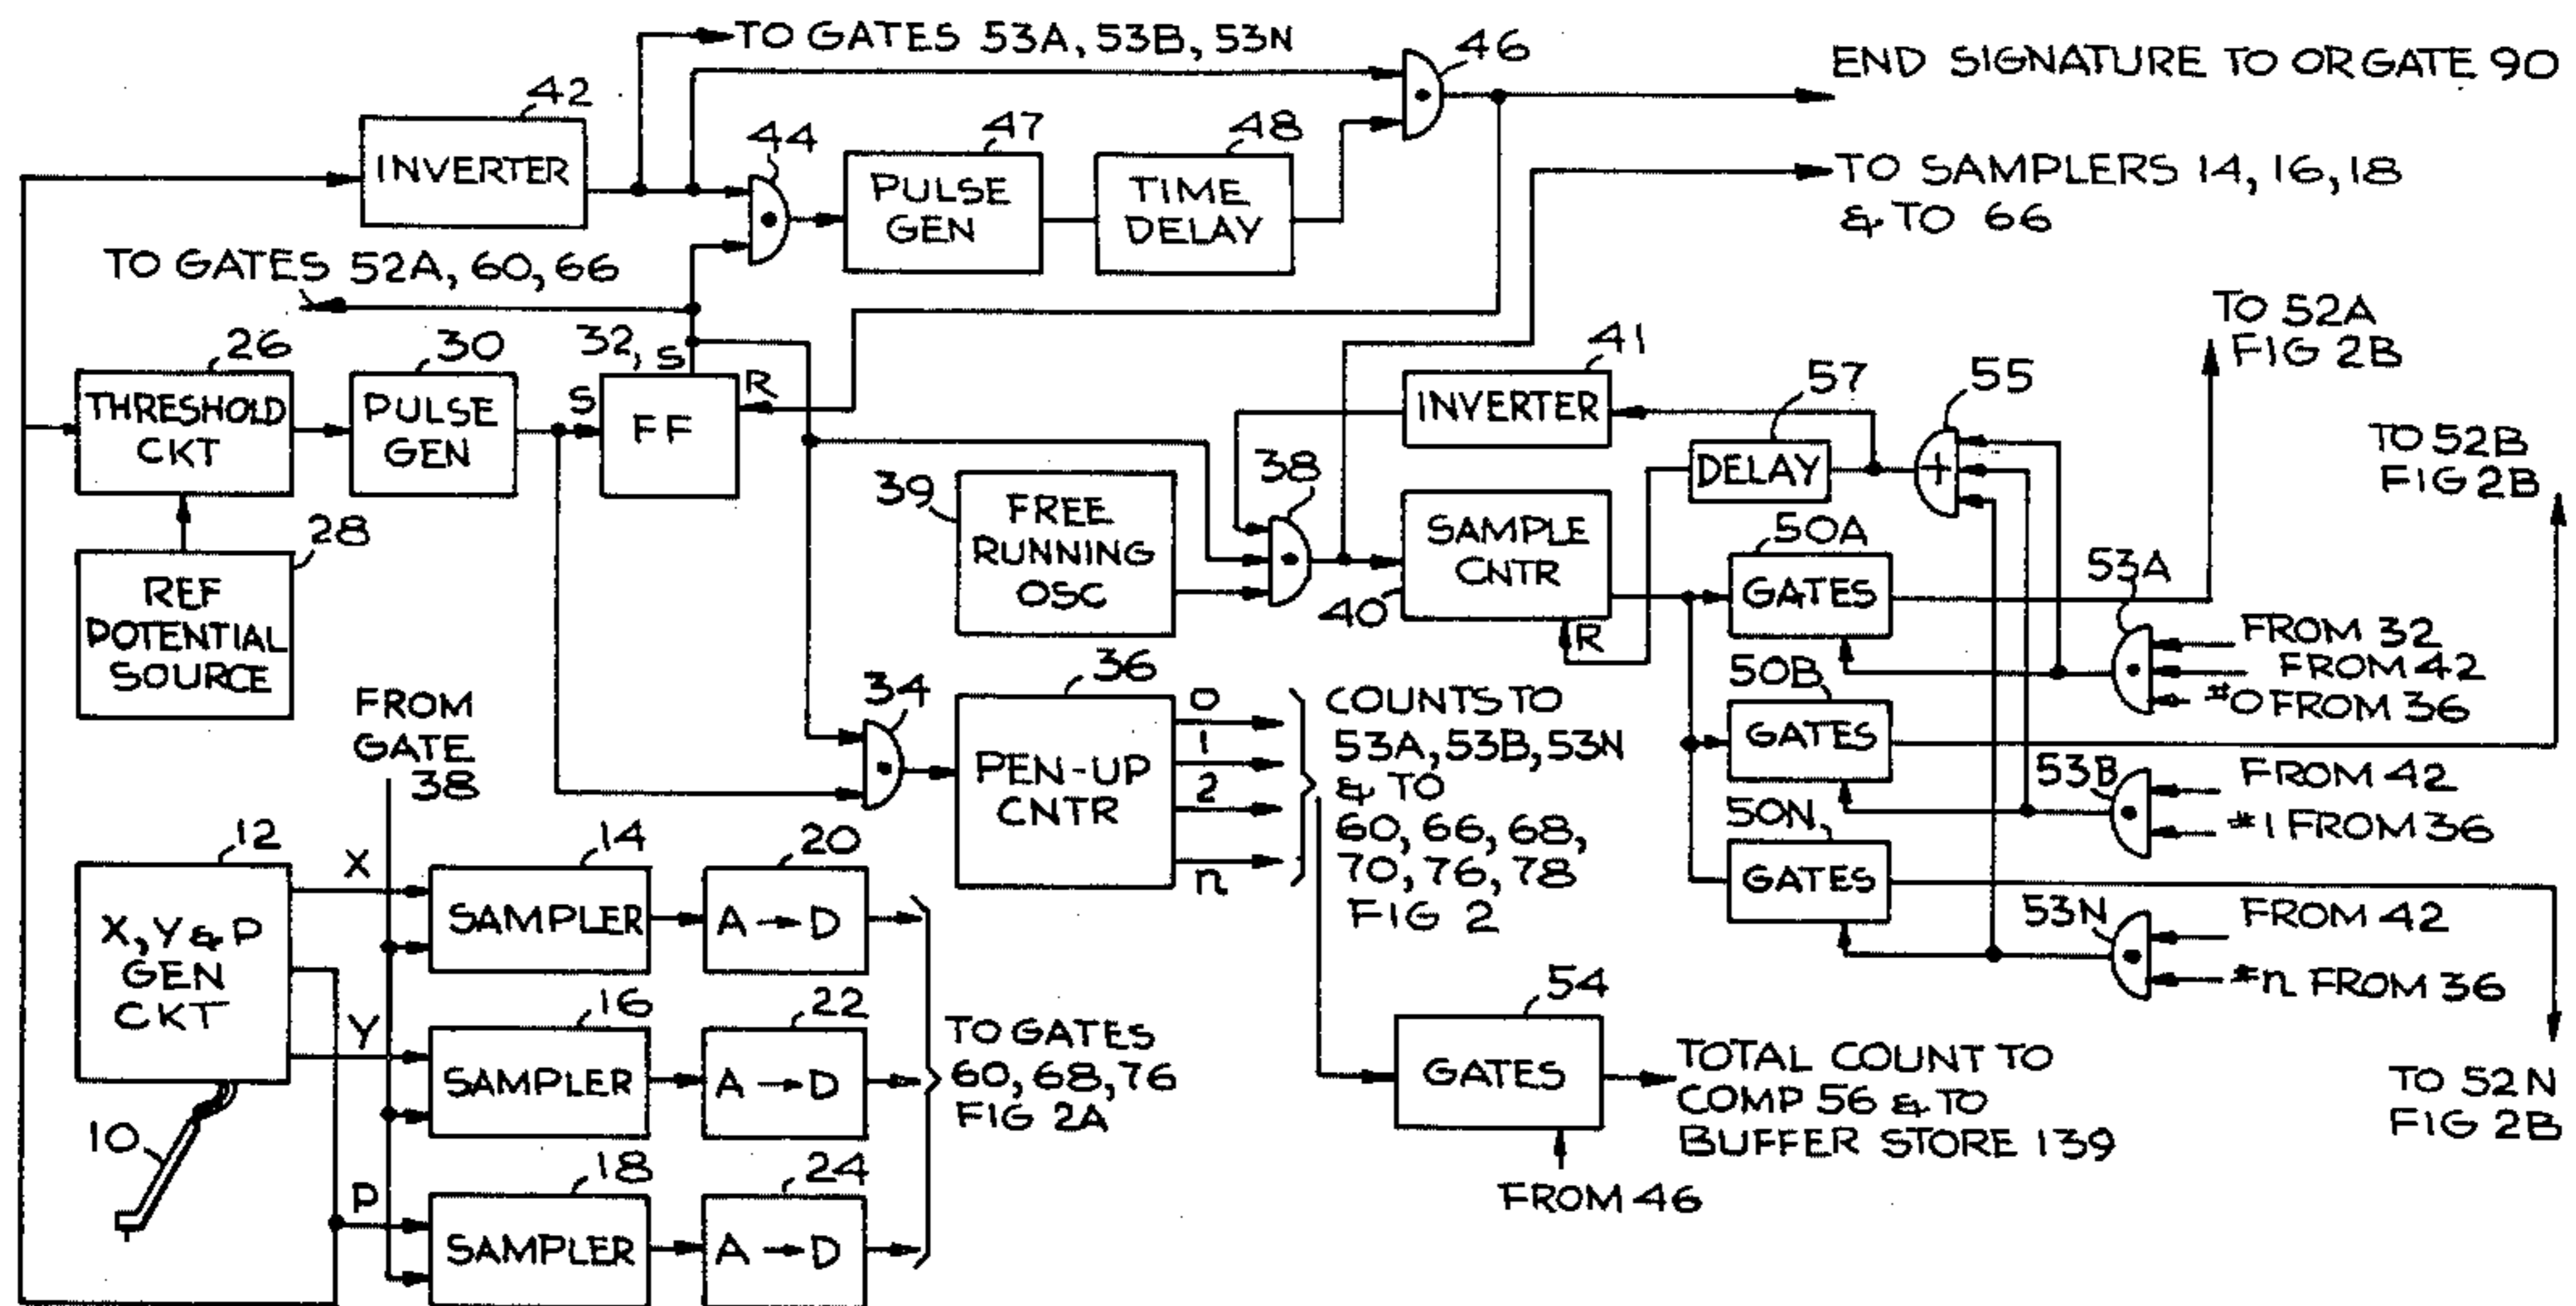 TO GATES 53A, 53B, 53N
46
END SIGNATURE TO OR GATE 90
42
INVERTER
44
47
PULSE
GEN
48
TIME
DELAY
TO SAMPLERS 14, 16, 18
& TO 66
TO GATES 52A, 60, 66
26
THRESHOLD
CKT
30
PULSE
GEN
32
S
S
R
FF
28
REF
POTENTIAL
SOURCE
41
INVERTER
57
DELAY
55
+
TO 52A
FIG 2B
TO 52B
FIG 2B
39
FREE
RUNNING
OSC
38
SAMPLE
CNTR
40
R
50A
GATES
53A
FROM 32
FROM 42
#0 FROM 36
50B
GATES
53B
FROM 42
#1 FROM 36
50N
GATES
53N
FROM 42
#n FROM 36
TO 52N
FIG 2B
34
36
PEN-UP
CNTR
0
1
2
n
COUNTS TO
53A, 53B, 53N
& TO
60, 66, 68,
70, 76, 78
FIG 2
FROM
GATE
38
12
X, Y & P
GEN
CKT
10
X
14
SAMPLER
20
A → D
Y
16
SAMPLER
22
A → D
P
18
SAMPLER
24
A → D
TO GATES
60, 68, 76
FIG 2A
54
GATES
FROM 46
TOTAL COUNT TO
COMP 56 & TO
BUFFER STORE 139